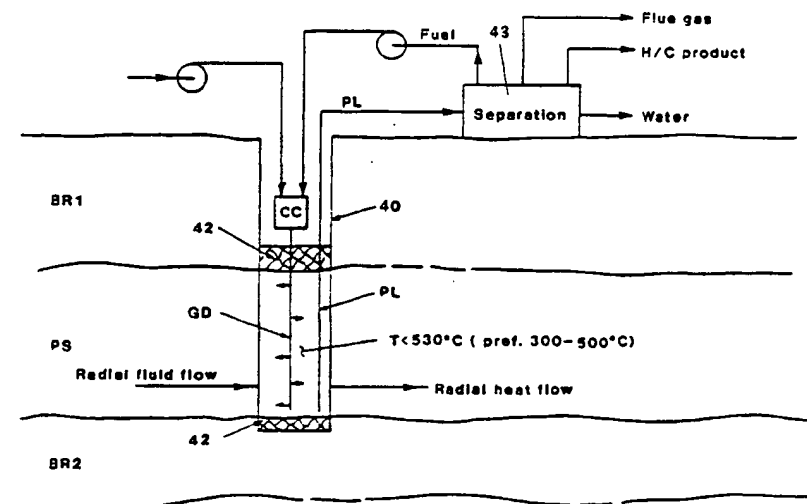 Flue gas
Fuel
43
H/C product
PL
Separation
Water
BR1
CC
40
42
PL
GD
T<530°C ( pref. 300-500°C)
PS
Radial fluid flow
Radial heat flow
42
BR2